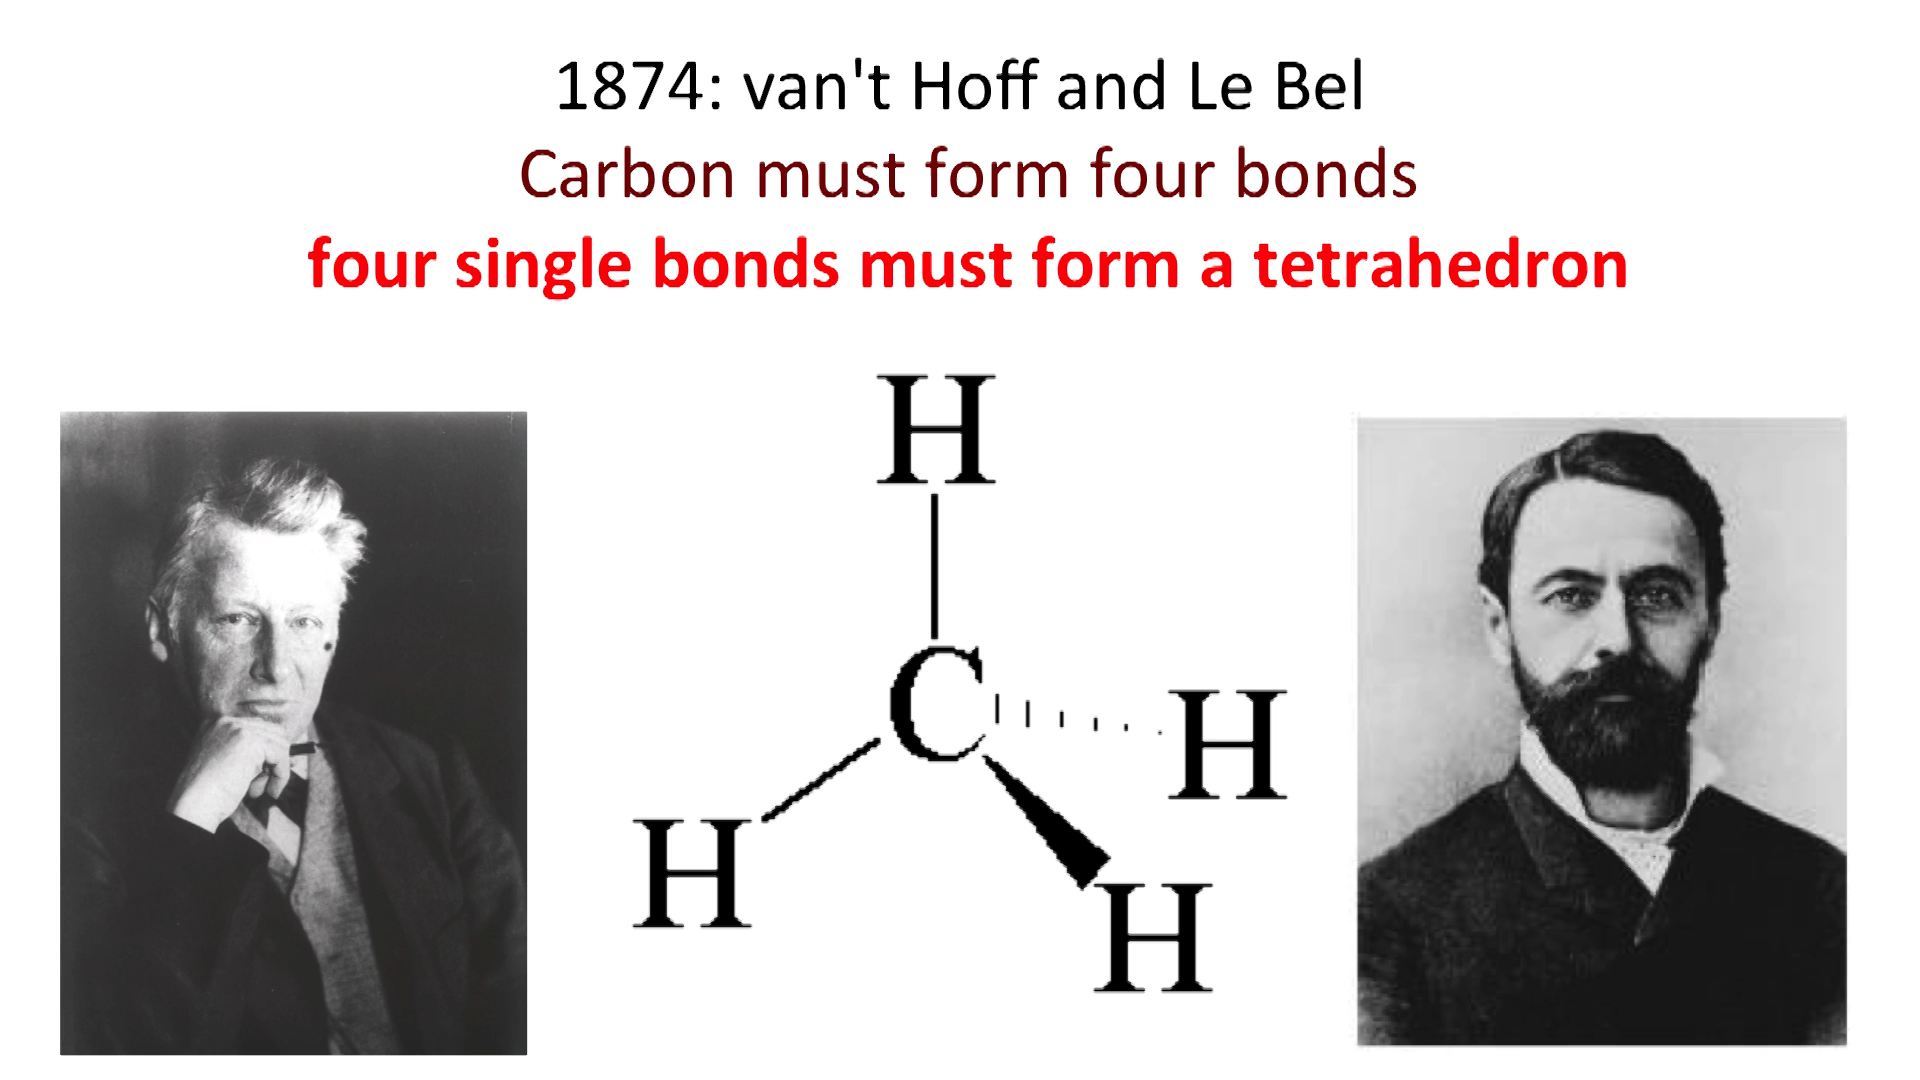 1874: van't Hoff and Le Bel
Carbon must form four bonds
four single bonds must form a tetrahedron
H
C
H
H
H